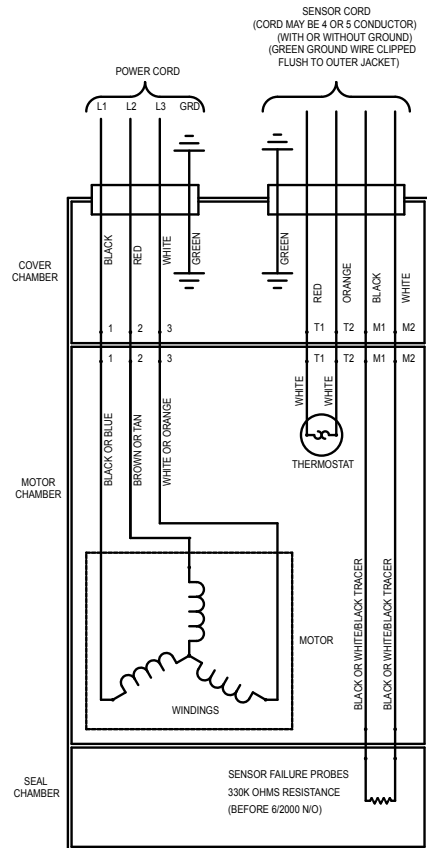 SENSOR CORD
(CORD MAY BE 4 OR 5 CONDUCTOR)
(WITH OR WITHOUT GROUND)
(GREEN GROUND WIRE CLIPPED
FLUSH TO OUTER JACKET)
POWER CORD
L1 L2 L3 GRD
COVER
CHAMBER
BLACK
RED
WHITE
GREEN
GREEN
RED
ORANGE
BLACK
WHITE
1 2 3 T1 T2 M1 M2
1 2 3 T1 T2 M1 M2
MOTOR
CHAMBER
BLACK OR BLUE
BROWN OR TAN
WHITE OR ORANGE
WHITE
WHITE
THERMOSTAT
BLACK OR WHITE/BLACK TRACER
BLACK OR WHITE/BLACK TRACER
MOTOR
WINDINGS
SEAL
CHAMBER
SENSOR FAILURE PROBES
330K OHMS RESISTANCE
(BEFORE 6/2000 N/O)